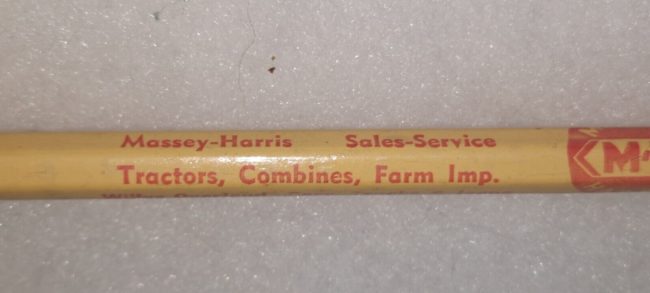 Massey-Harris Sales-Service
Tractors, Combines, Farm Imp.
M-